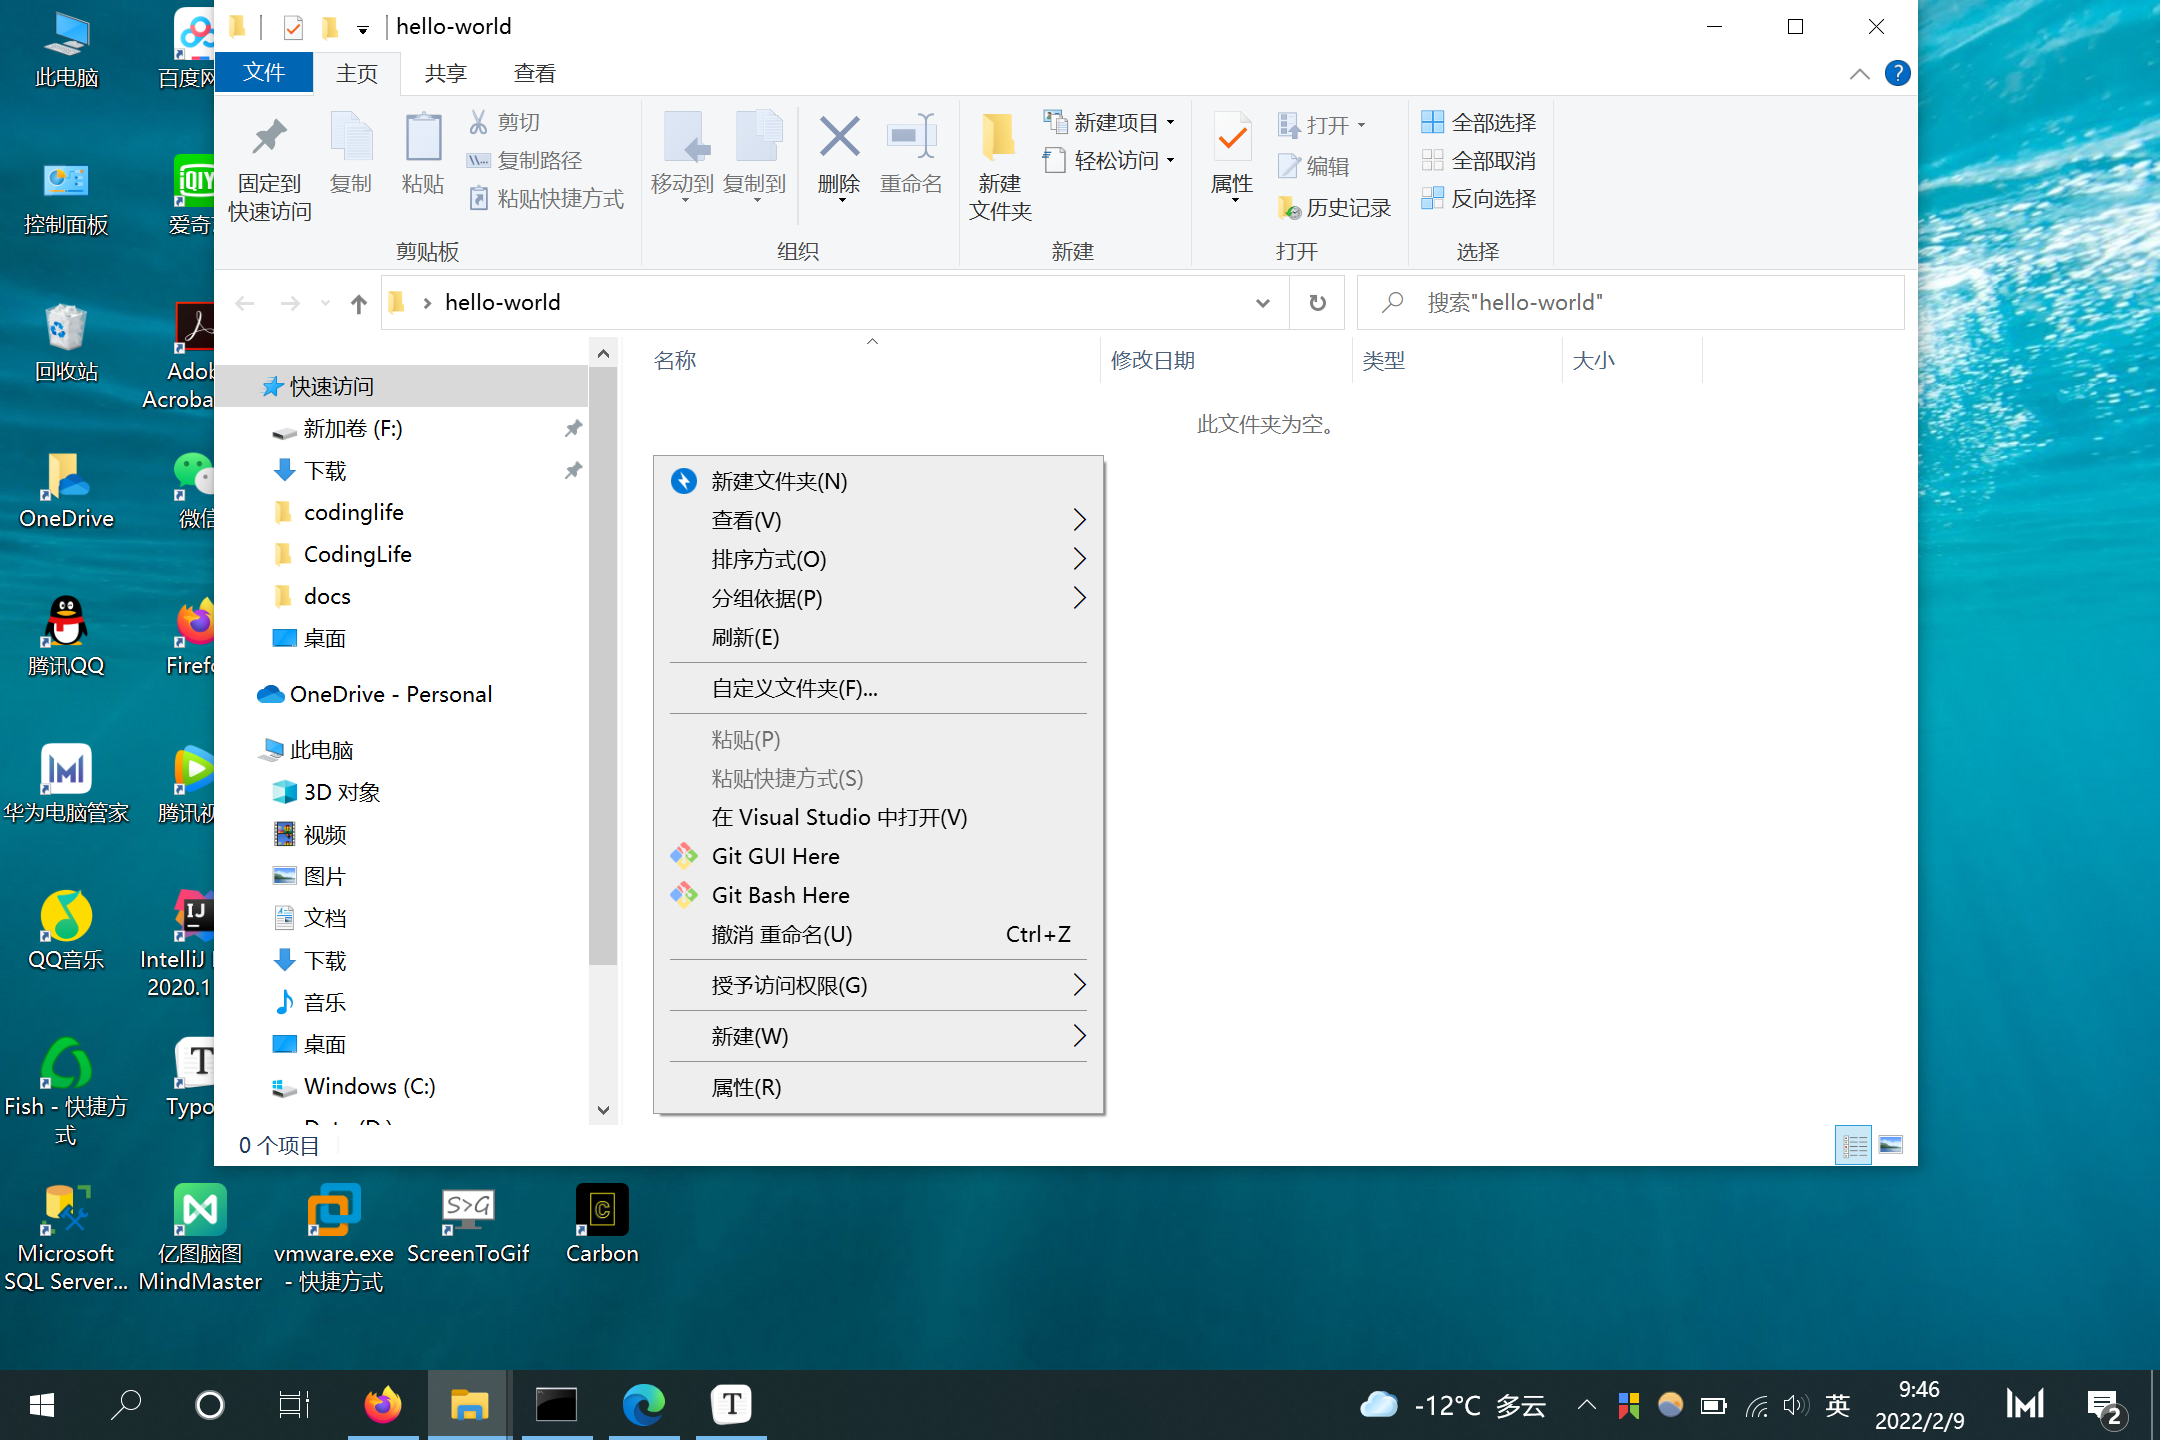 hello-world
文件
主页
共享
查看
固定到
快速访问
复制
粘贴
剪切
复制路径
粘贴快捷方式
剪贴板
移动到
复制到
删除
重命名
组织
新建
文件夹
新建项目
轻松访问
新建
属性
打开
编辑
历史记录
打开
全部选择
全部取消
反向选择
选择
hello-world
搜索"hello-world"
名称
修改日期
类型
大小
此文件夹为空。
快速访问
新加卷 (F:)
下载
codinglife
CodingLife
docs
桌面
OneDrive - Personal
此电脑
3D 对象
视频
图片
文档
下载
音乐
桌面
Windows (C:)
0 个项目
新建文件夹(N)
查看(V)
排序方式(O)
分组依据(P)
刷新(E)
自定义文件夹(F)...
粘贴(P)
粘贴快捷方式(S)
在 Visual Studio 中打开(V)
Git GUI Here
Git Bash Here
撤消 重命名(U) Ctrl+Z
授予访问权限(G)
新建(W)
属性(R)
此电脑
百度网
控制面板
iQIY
爱奇
回收站
Adob
Acroba
OneDrive
微信
腾讯QQ
Firefo
华为电脑管家
腾讯视
QQ音乐
IJ
IntelliJ
2020.1
Fish - 快捷方
式
T
Typo
Microsoft
SQL Server...
亿图脑图
MindMaster
vmware.exe
- 快捷方式
S>G
ScreenToGif
C
Carbon
T
-12°C 多云
英
9:46
2022/2/9
2